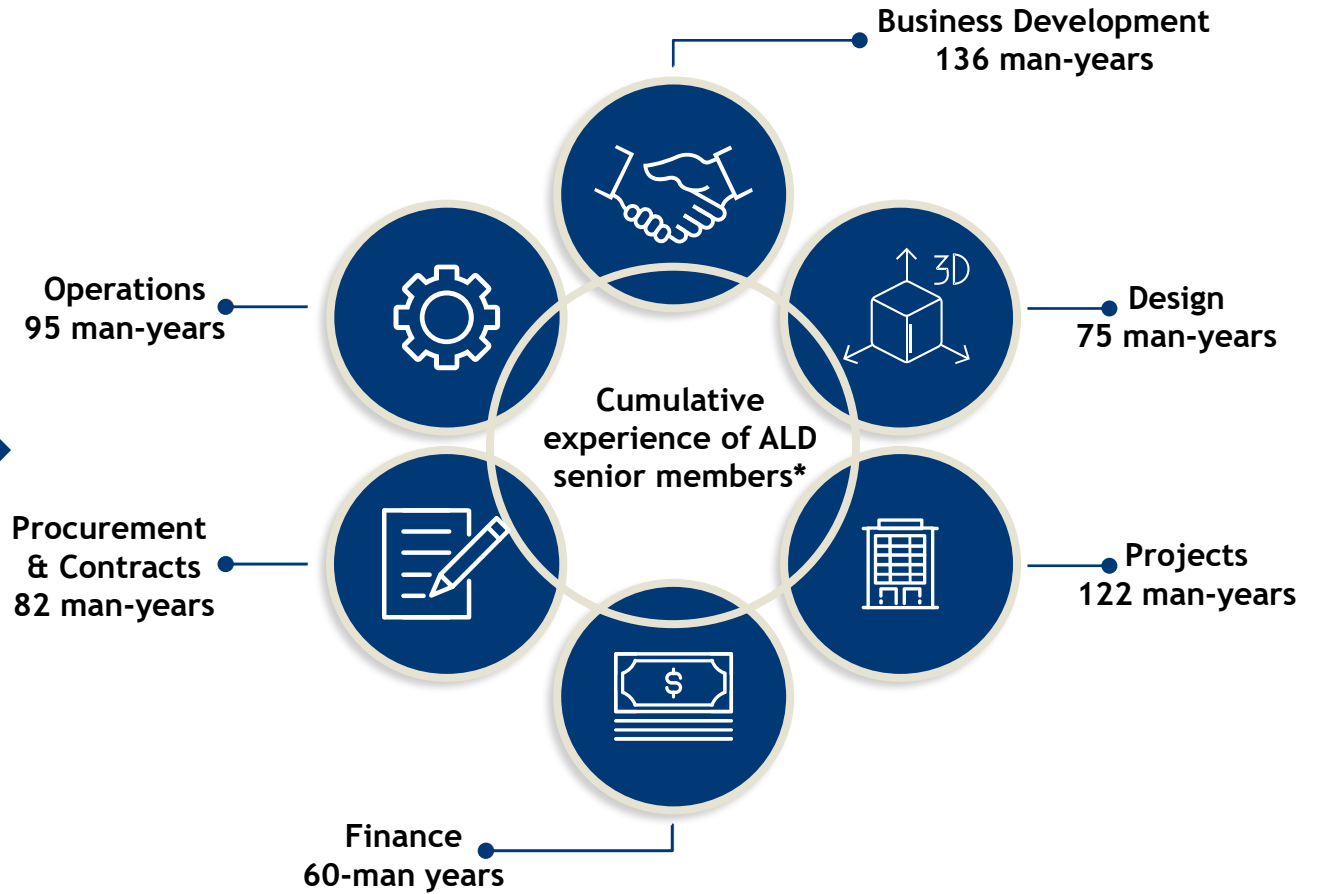 Business Development
136 man-years
3D
Design
75 man-years
Operations
95 man-years
Cumulative
experience of ALD
senior members*
Procurement
& Contracts
82 man-years
Projects
122 man-years
$
Finance
60-man years